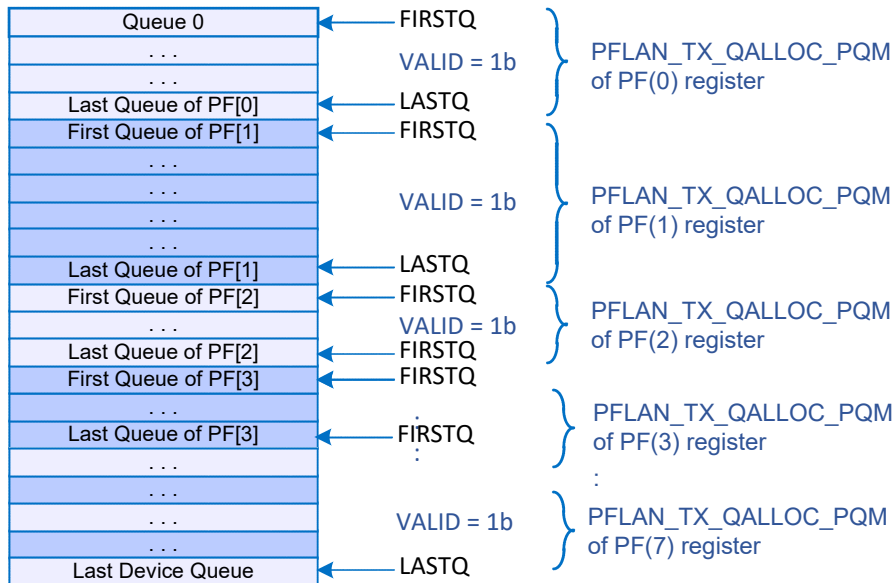 Queue 0
. . .
. . .
Last Queue of PF[0]
First Queue of PF[1]
. . .
. . .
. . .
. . .
Last Queue of PF[1]
First Queue of PF[2]
. . .
Last Queue of PF[2]
First Queue of PF[3]
. . .
Last Queue of PF[3]
. . .
. . .
. . .
. . .
Last Device Queue
FIRSTQ
VALID = 1b
LASTQ
FIRSTQ
VALID = 1b
LASTQ
FIRSTQ
VALID = 1b
FIRSTQ
FIRSTQ
FIRSTQ
VALID = 1b
LASTQ
PFLAN_TX_QALLOC_PQM
of PF(0) register
PFLAN_TX_QALLOC_PQM
of PF(1) register
PFLAN_TX_QALLOC_PQM
of PF(2) register
PFLAN_TX_QALLOC_PQM
of PF(3) register
:
PFLAN_TX_QALLOC_PQM
of PF(7) register